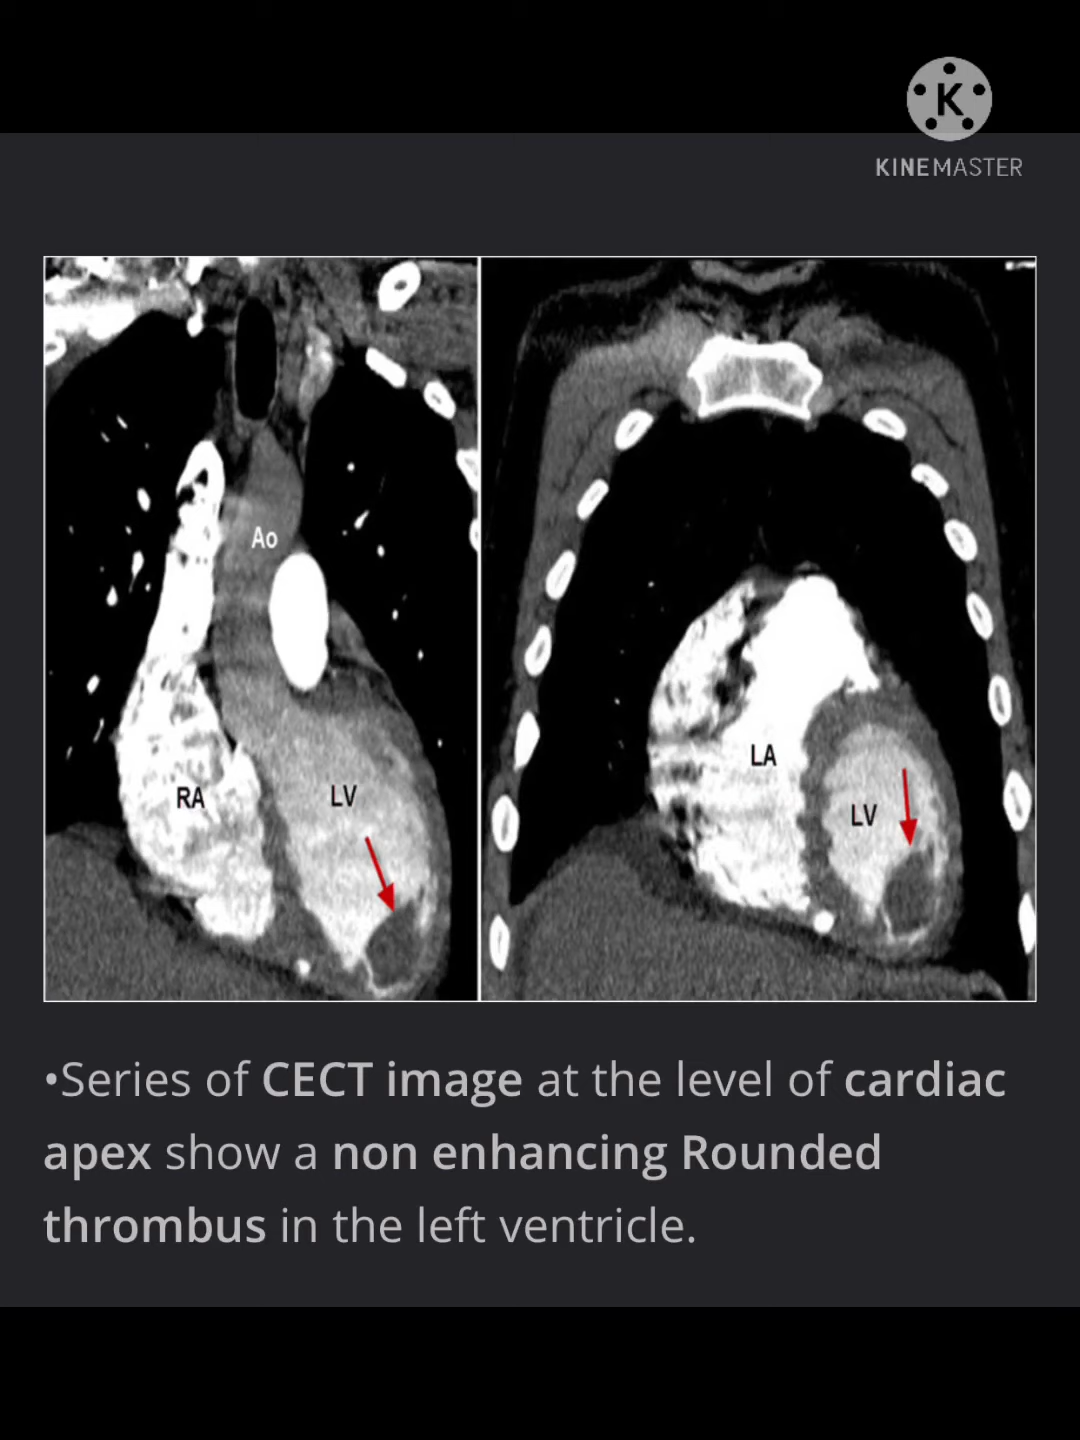 K
KINEMASTER
Ao
RA
LV
LA
LV
•Series of CECT image at the level of cardiac
apex show a non enhancing Rounded
thrombus in the left ventricle.